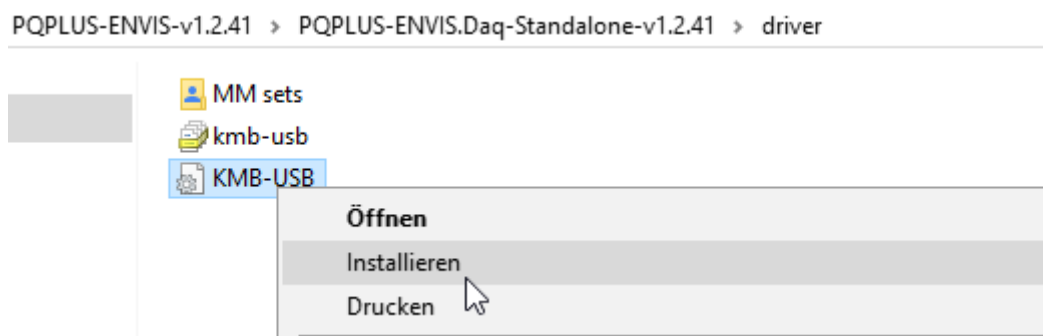 PQPLUS-ENVIS-v1.2.41 > PQPLUS-ENVIS.Daq-Standalone-v1.2.41 > driver
MM sets
kmb-usb
KMB-USB
Öffnen
Installieren
Drucken